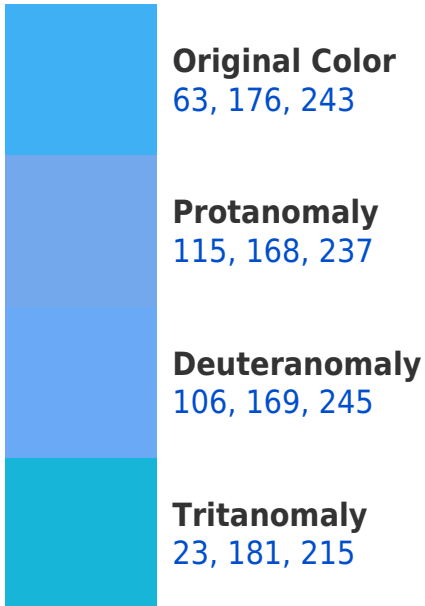 Original Color
63, 176, 243
Protanomaly
115, 168, 237
Deuteranomaly
106, 169, 245
Tritanomaly
23, 181, 215